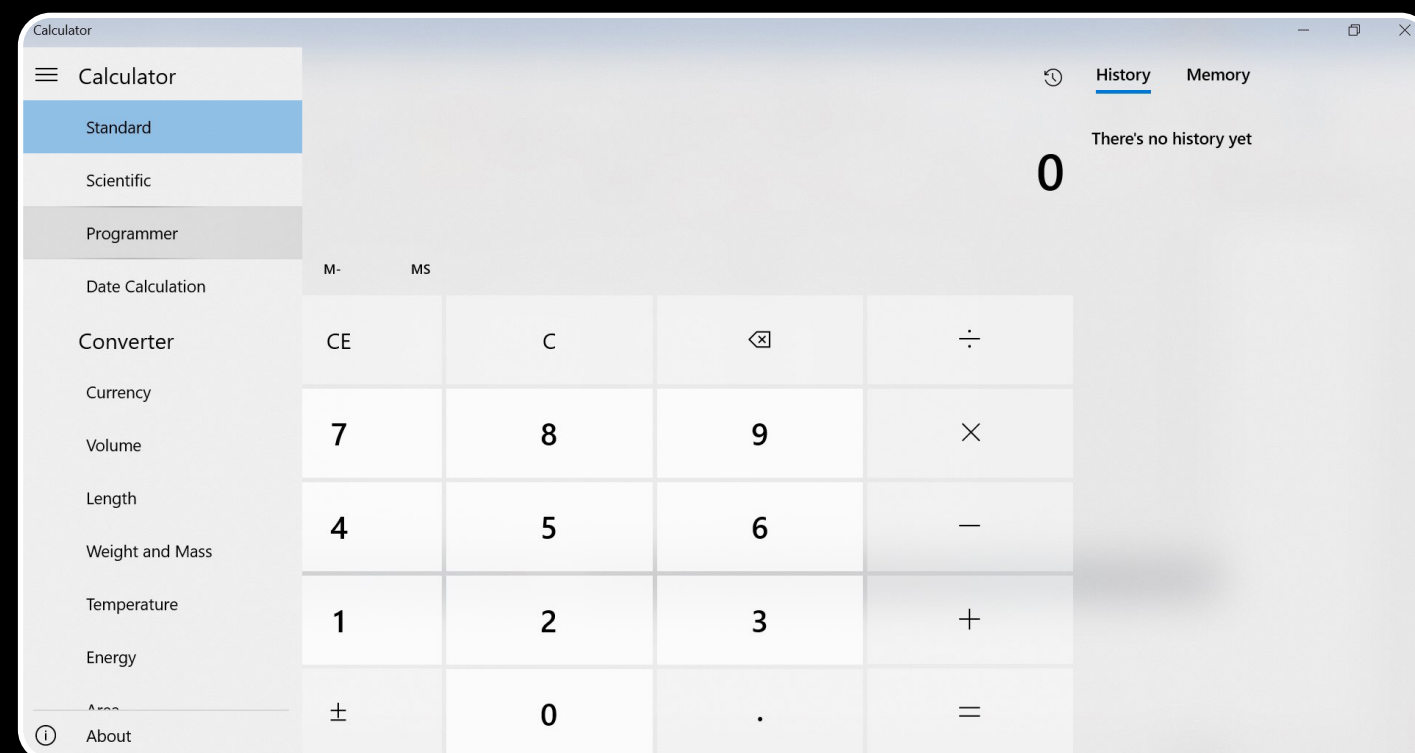 Calculator
Calculator
Standard
Scientific
Programmer
Date Calculation
Converter
Currency
Volume
Length
Weight and Mass
Temperature
Energy
Area
About
0
M- MS
CE C
7 8 9 ×
4 5 6 −
1 2 3 +
± 0 . =
÷
History Memory
There's no history yet